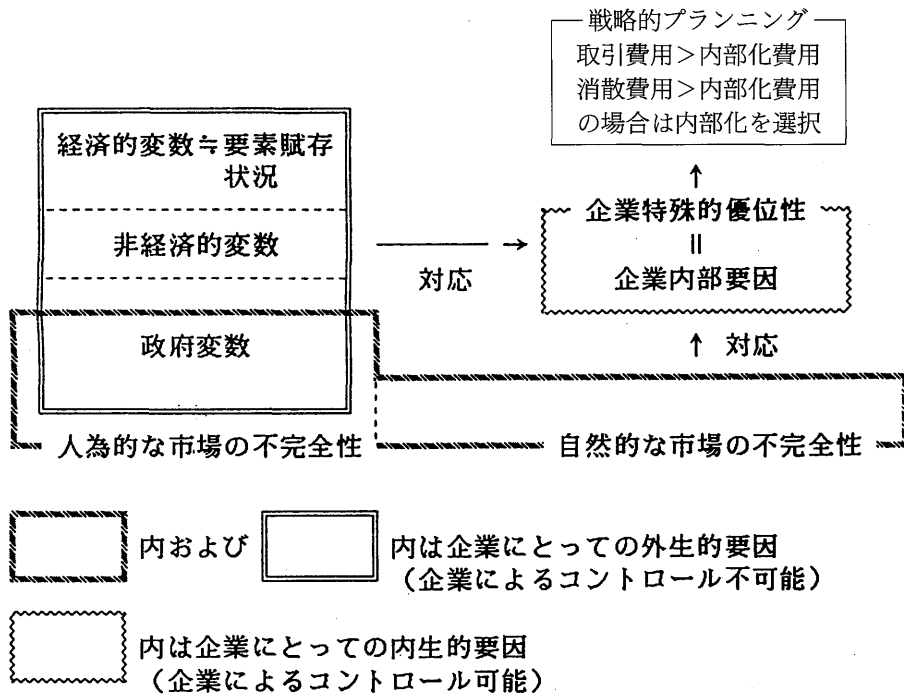 戦略的プランニング
取引費用>内部化費用
消散費用>内部化費用
の場合は内部化を選択
経済的変数≒要素賦存
状況
非経済的変数
政府変数
対応
企業特殊的優位性
||
企業内部要因
↑ 対応
人為的な市場の不完全性
自然的な市場の不完全性
内および
内は企業にとっての外生的要因
(企業によるコントロール不可能)
内は企業にとっての内生的要因
(企業によるコントロール可能)